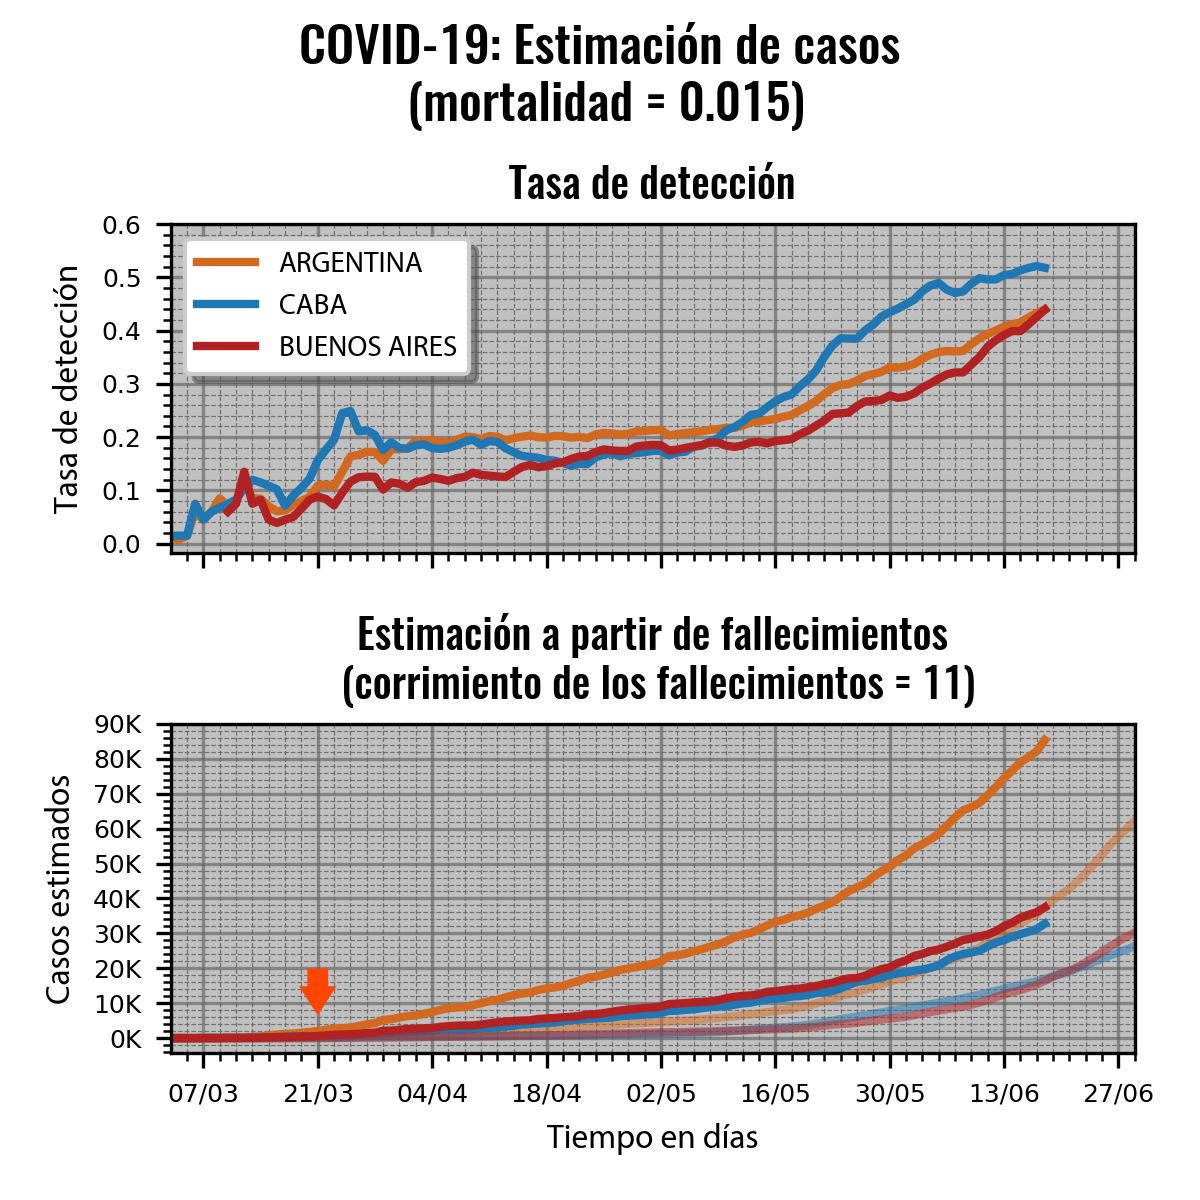 COVID-19: Estimación de casos
(mortalidad = 0.015)
Tasa de detección
Tasa de detección
0.6
0.5
0.4
0.3
0.2
0.1
0.0
ARGENTINA
CABA
BUENOS AIRES
Estimación a partir de fallecimientos
(corrimiento de los fallecimientos = 11)
Casos estimados
90K
80K
70K
60K
50K
40K
30K
20K
10K
0K
07/03 21/03 04/04 18/04 02/05 16/05 30/05 13/06 27/06
Tiempo en días